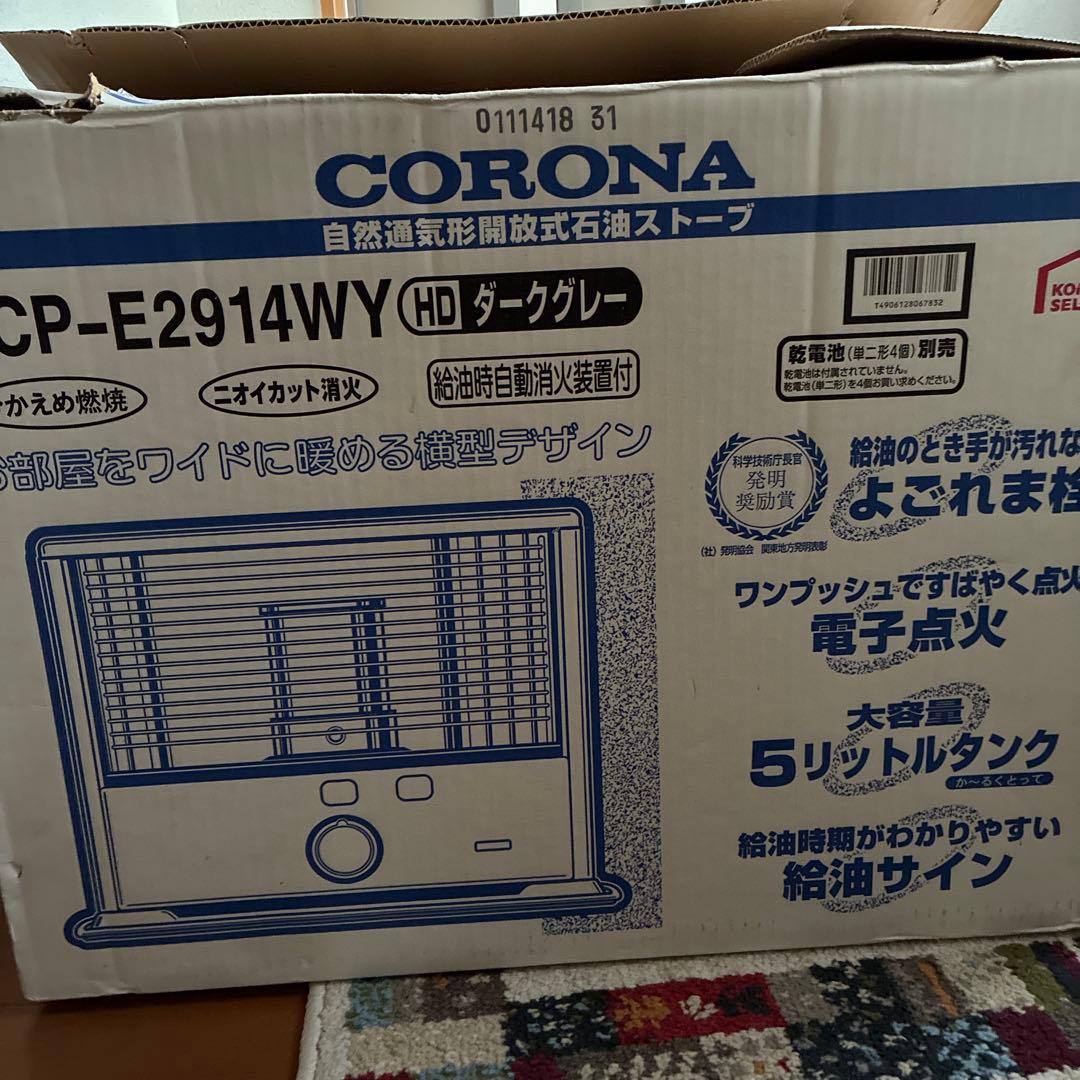 0111418 31
CORONA
自然通気形開放式石油ストーブ
CP-E2914WY HD ダークグレー
T4906128067832
乾電池(単二形4個)別売
乾電池は付属されていません。
乾電池(単二形)を4個お買い求めください。
かえめ燃焼
ニオイカット消火
給油時自動消火装置付
部屋をワイドに暖める横型デザイン
科学技術庁長官
発明
奨励賞
(社)発明協会 関東地方発明表彰
給油のとき手が汚れな
よごれま栓
ワンプッシュですばやく点火
電子点火
大容量
5リットルタンク
か〜るくとって
給油時期がわかりやすい
給油サイン